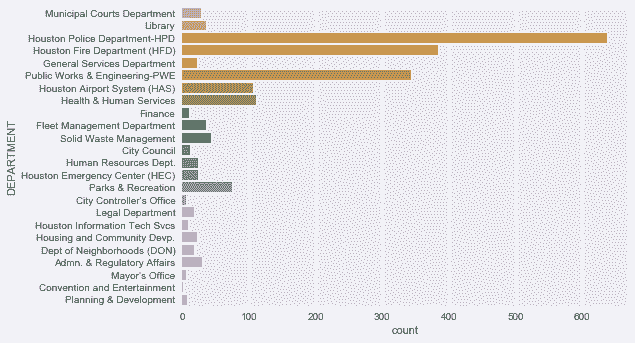 Municipal Courts Department
Library
Houston Police Department-HPD
Houston Fire Department (HFD)
General Services Department
Public Works & Engineering-PWE
Houston Airport System (HAS)
Health & Human Services
Finance
Fleet Management Department
Solid Waste Management
City Council
Human Resources Dept.
Houston Emergency Center (HEC)
Parks & Recreation
City Controller's Office
Legal Department
Houston Information Tech Svcs
Housing and Community Devp.
Dept of Neighborhoods (DON)
Admn. & Regulatory Affairs
Mayor's Office
Convention and Entertainment
Planning & Development
DEPARTMENT
0 100 200 300 400 500 600
count